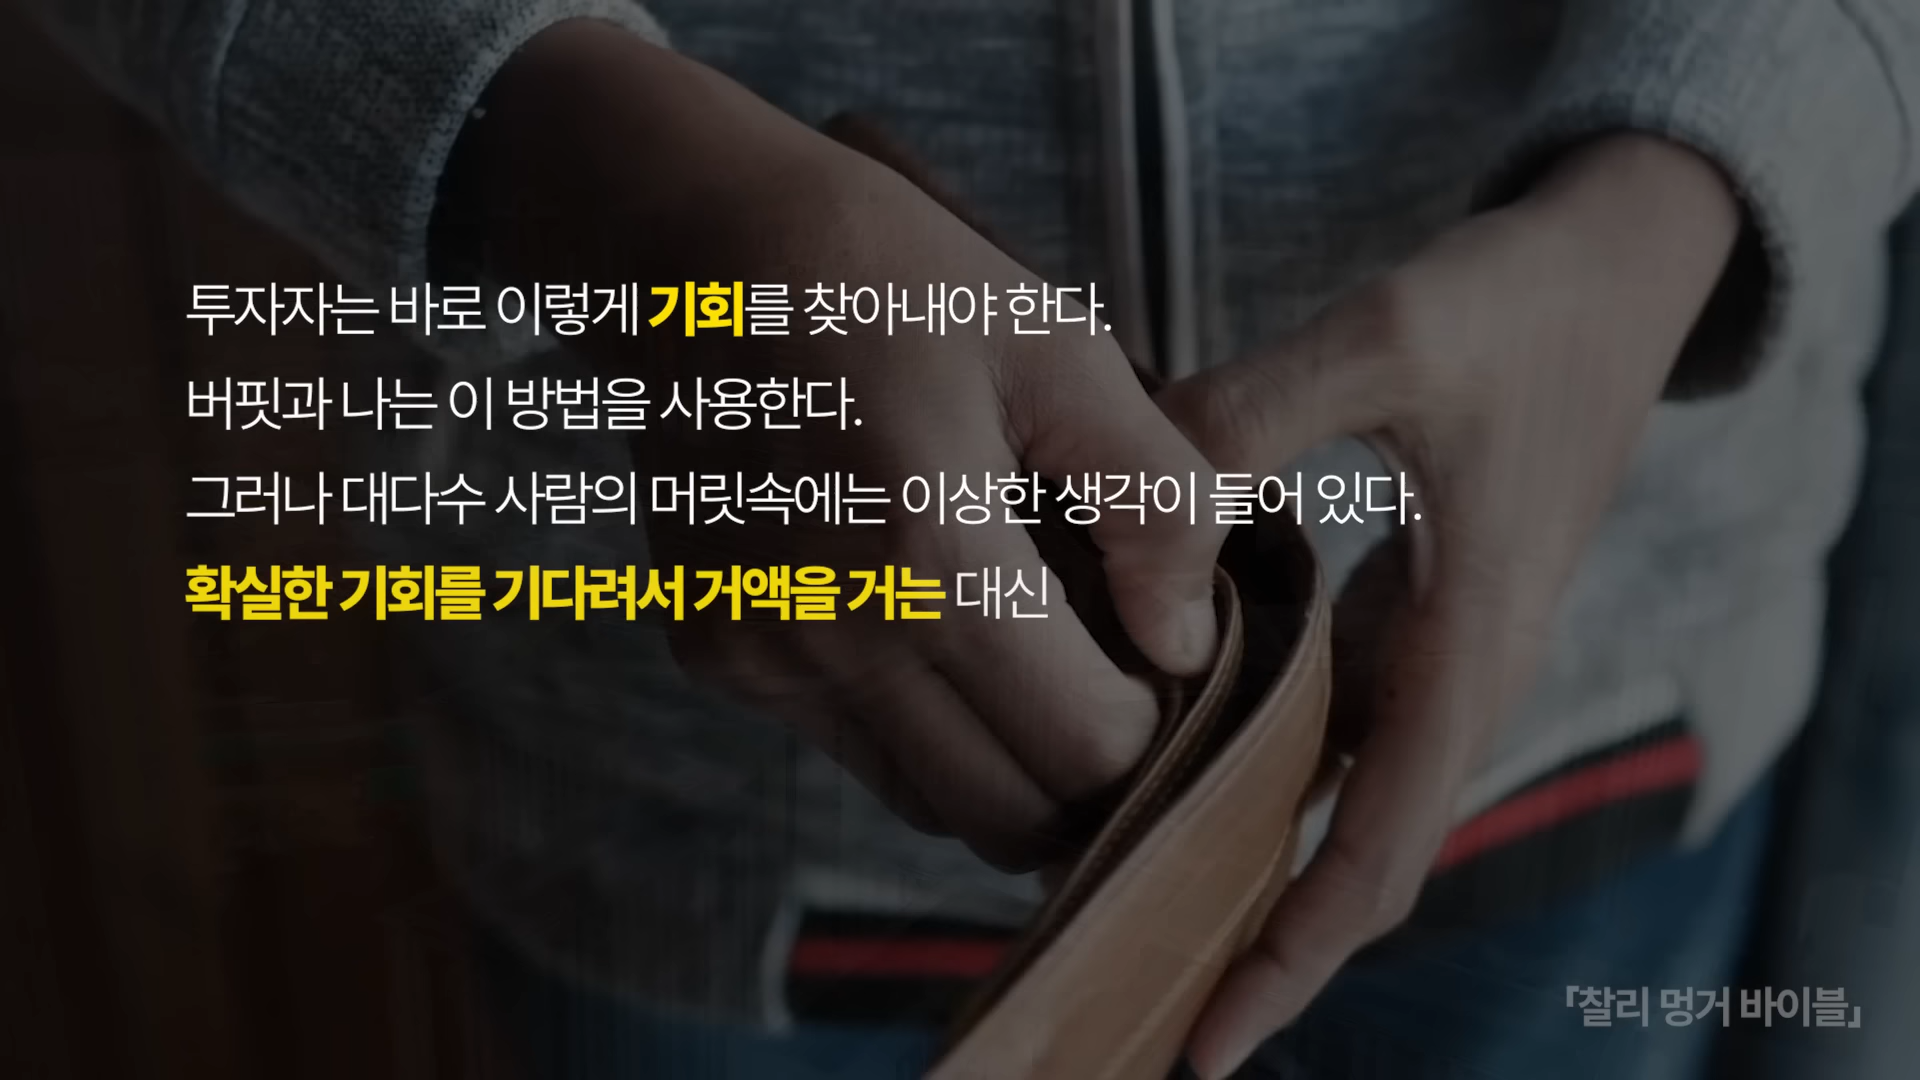 투자자는 바로 이렇게 기회를 찾아내야 한다.
버핏과 나는 이 방법을 사용한다.
그러나 대다수 사람의 머릿속에는 이상한 생각이 들어 있다.
확실한 기회를 기다려서 거액을 거는 대신
「찰리 멍거 바이블」